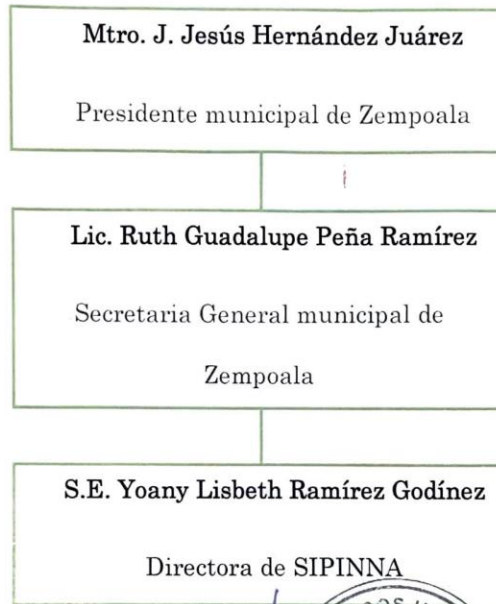 Mtro. J. Jesús Hernández Juárez
Presidente municipal de Zempoala
Lic. Ruth Guadalupe Peña Ramírez
Secretaria General municipal de
Zempoala
S.E. Yoany Lisbeth Ramírez Godínez
Directora de SIPINNA